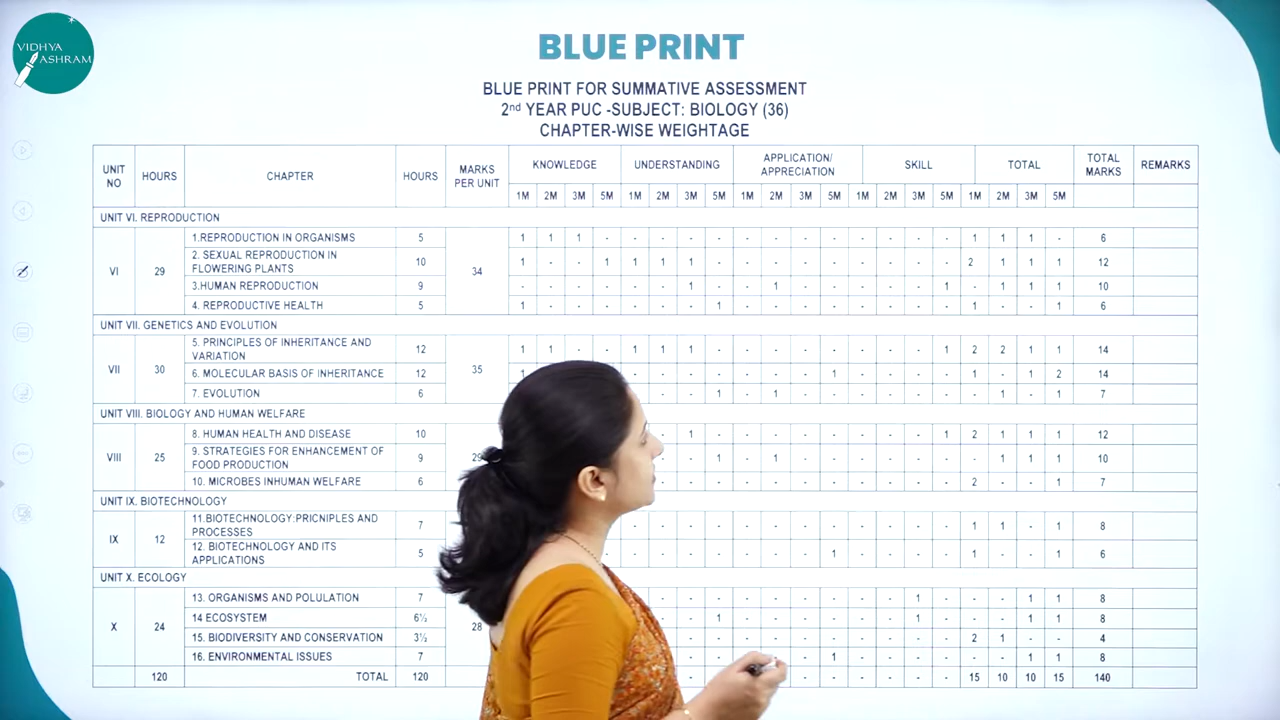 VIDHYA
ASHRAM
BLUE PRINT
BLUE PRINT FOR SUMMATIVE ASSESSMENT
2nd YEAR PUC -SUBJECT: BIOLOGY (36)
CHAPTER-WISE WEIGHTAGE
UNIT NO HOURS CHAPTER HOURS MARKS PER UNIT KNOWLEDGE UNDERSTANDING APPLICATION/ APPRECIATION SKILL TOTAL TOTAL MARKS REMARKS
1M 2M 3M 5M 1M 2M 3M 5M 1M 2M 3M 5M 1M 2M 3M 5M 1M 2M 3M 5M
UNIT VI. REPRODUCTION
VI 29 34
1.REPRODUCTION IN ORGANISMS 5 1 1 1 - - - - - - - - - - - - - 1 1 1 - 6
2. SEXUAL REPRODUCTION IN FLOWERING PLANTS 10 1 - - 1 1 1 1 - - - - - - - - - 2 1 1 1 12
3.HUMAN REPRODUCTION 9 - - - - - - 1 - - 1 - - - - - 1 - 1 1 1 10
4. REPRODUCTIVE HEALTH 5 1 - - - - - - 1 - - - - - - - - 1 - - 1 6
UNIT VII. GENETICS AND EVOLUTION
VII 30 35
5. PRINCIPLES OF INHERITANCE AND VARIATION 12 1 1 - - 1 1 1 - - - - - - - - 1 2 2 1 1 14
6. MOLECULAR BASIS OF INHERITANCE 12 - - - - 1 - - - - 1 - 1 2 14
7. EVOLUTION 6 - - 1 - 1 - - - - - - - 1 - 1 7
UNIT VIII. BIOLOGY AND HUMAN WELFARE
VIII 25 29
8. HUMAN HEALTH AND DISEASE 10 1 - - - - - - - - 1 2 1 1 1 12
9. STRATEGIES FOR ENHANCEMENT OF FOOD PRODUCTION 9 - - 1 - 1 - - - - - - - 1 1 1 10
10. MICROBES INHUMAN WELFARE 6 - - - - - - - - - - - 2 - - 1 7
UNIT IX. BIOTECHNOLOGY
IX 12
11.BIOTECHNOLOGY:PRICNIPLES AND PROCESSES 7 - - - - - - - - - - - - 1 1 - 1 8
12. BIOTECHNOLOGY AND ITS APPLICATIONS 5 - - - - - - - 1 - - - - 1 - - 1 6
UNIT X. ECOLOGY
X 24 28
13. ORGANISMS AND POLULATION 7 - - - - - - - - - 1 - - - 1 1 8
14 ECOSYSTEM 6½ - - 1 - - - - - - 1 - - - 1 1 8
15. BIODIVERSITY AND CONSERVATION 3½ - - - - - - - - - - - 2 1 - - 4
16. ENVIRONMENTAL ISSUES 7 - - - - 1 - - - - - - 1 1 8
120 TOTAL 120 15 10 10 15 140